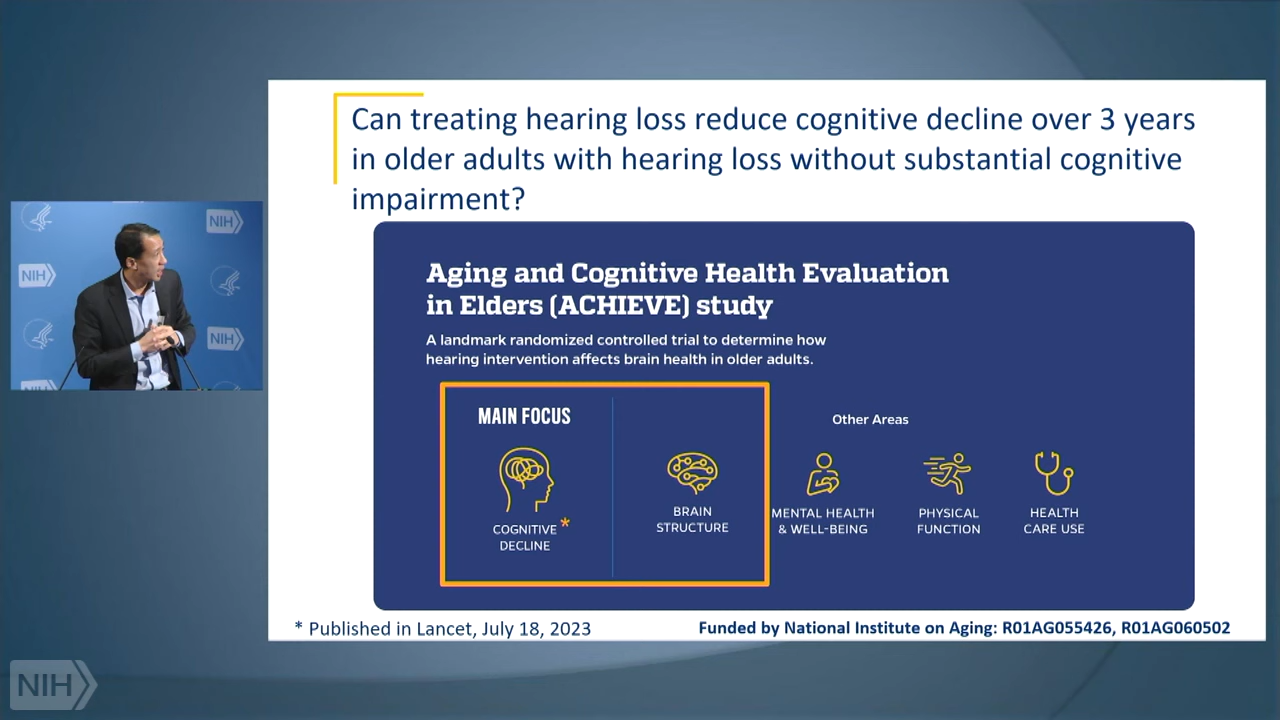 Can treating hearing loss reduce cognitive decline over 3 years
in older adults with hearing loss without substantial cognitive
impairment?
Aging and Cognitive Health Evaluation
in Elders (ACHIEVE) study
A landmark randomized controlled trial to determine how
hearing intervention affects brain health in older adults.
MAIN FOCUS
COGNITIVE *
DECLINE
BRAIN
STRUCTURE
Other Areas
MENTAL HEALTH
& WELL-BEING
PHYSICAL
FUNCTION
HEALTH
CARE USE
* Published in Lancet, July 18, 2023
Funded by National Institute on Aging: R01AG055426, R01AG060502
NIH
NIH
NIH
NIH
NIH